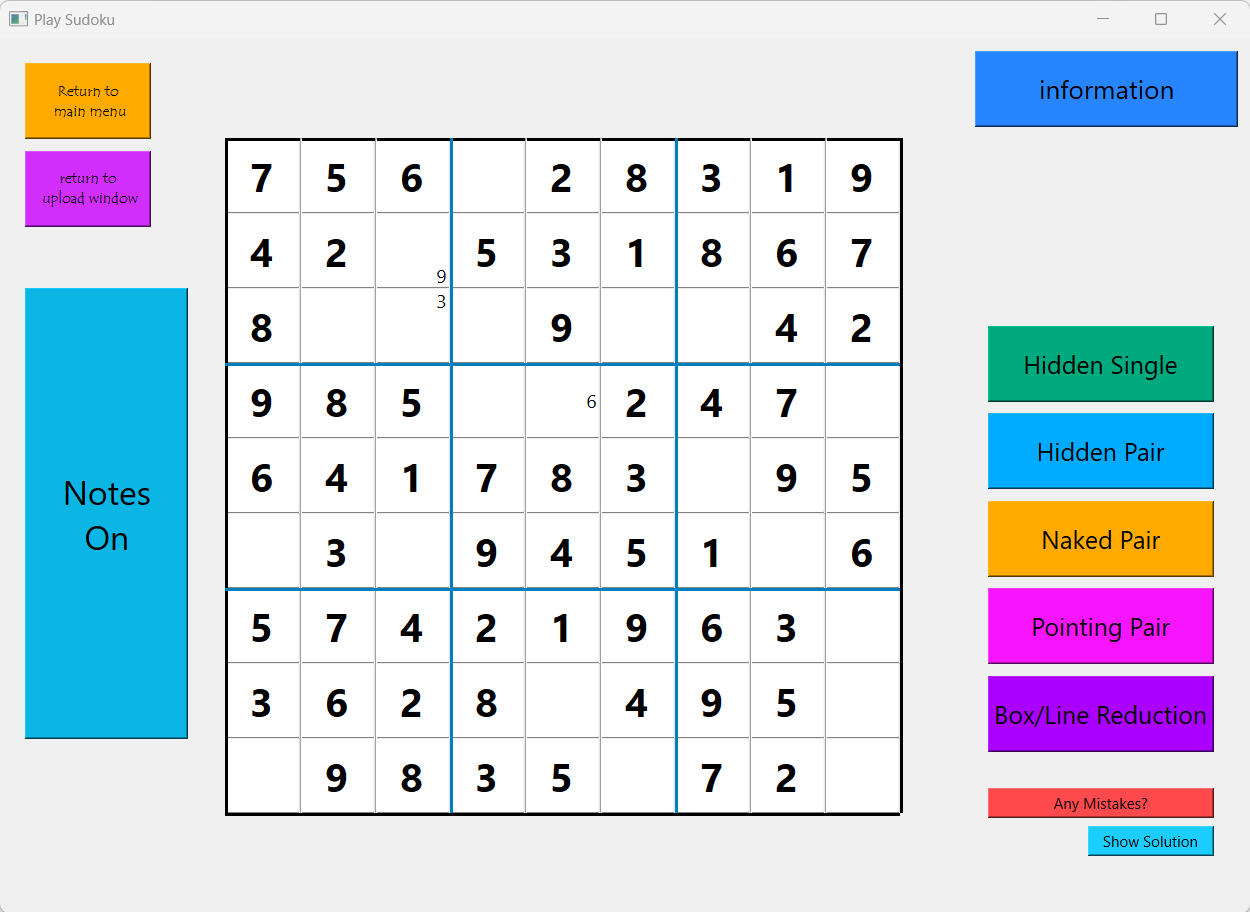 Play Sudoku
Return to
main menu
return to
upload window
information
7 5 6 2 8 3 1 9
4 2 9 5 3 1 8 6 7
8 3 9 4 2
9 8 5 6 2 4 7
6 4 1 7 8 3 9 5
3 9 4 5 1 6
5 7 4 2 1 9 6 3
3 6 2 8 4 9 5
9 8 3 5 7 2
Notes
On
Hidden Single
Hidden Pair
Naked Pair
Pointing Pair
Box/Line Reduction
Any Mistakes?
Show Solution